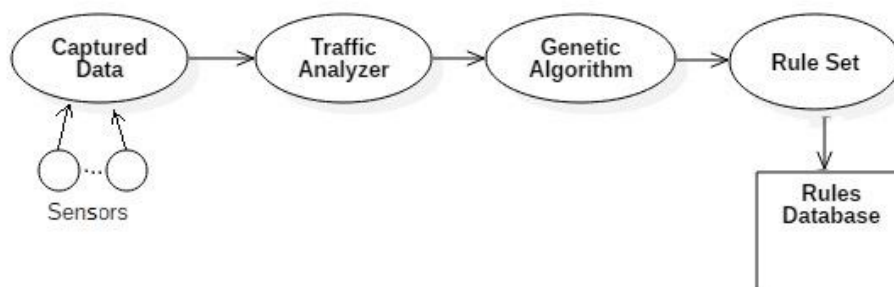 Captured
Data
Traffic
Analyzer
Genetic
Algorithm
Rule Set
...
Sensors
Rules
Database